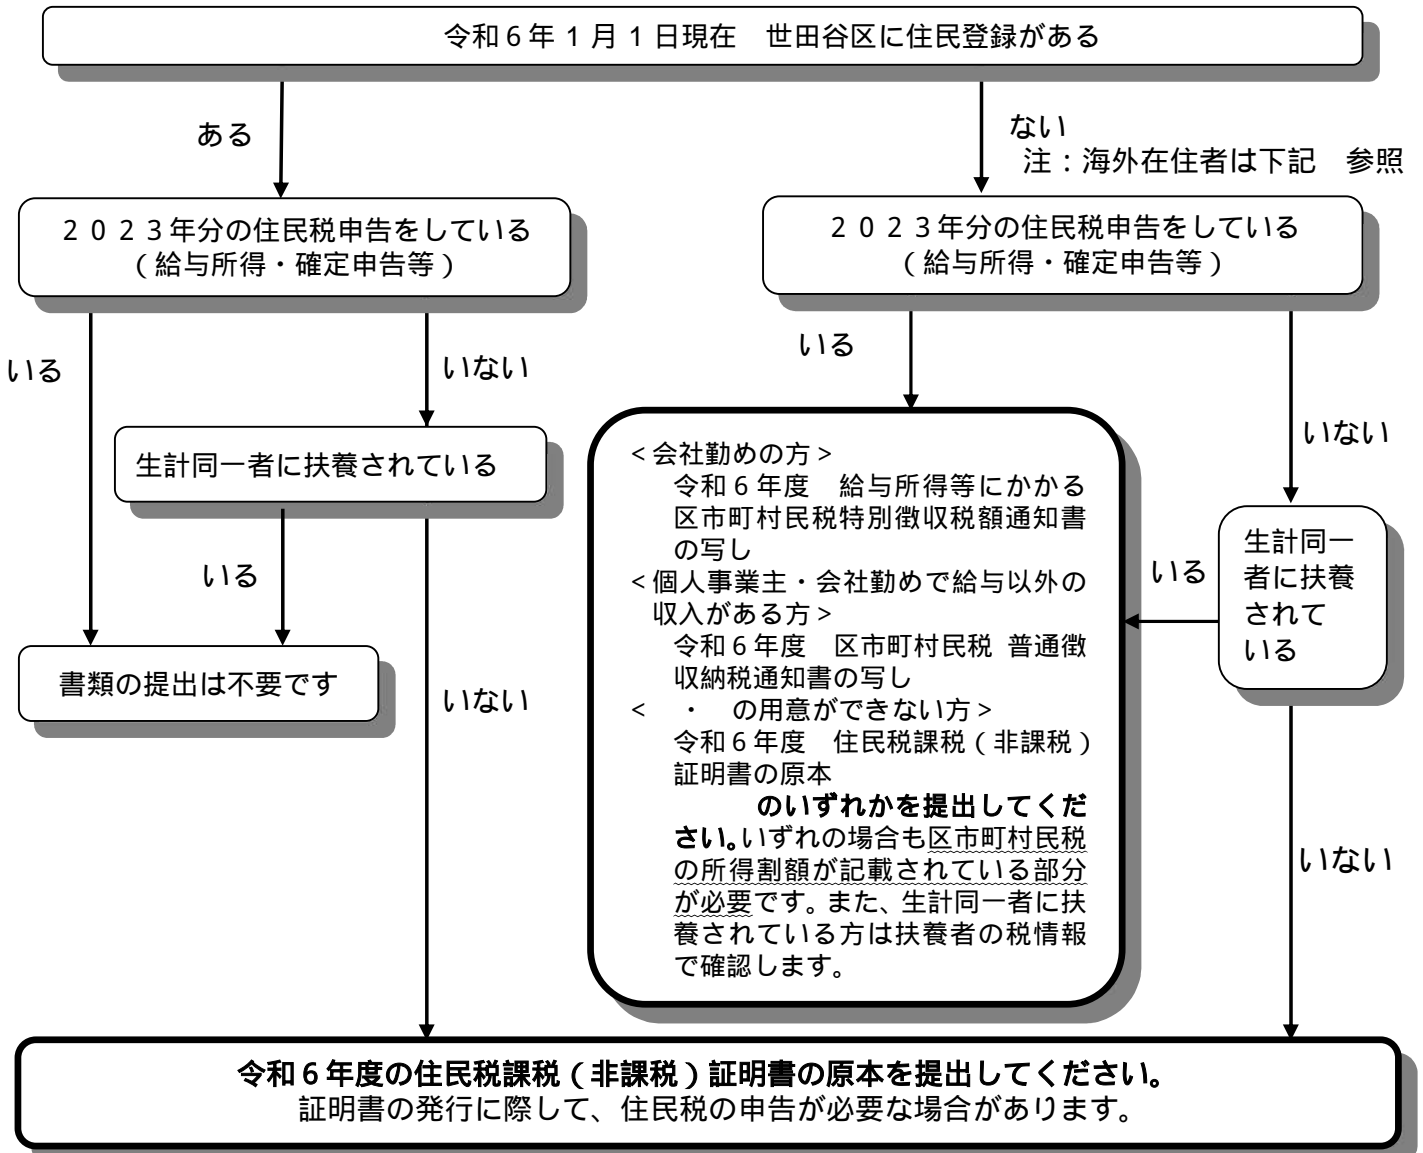 令和６年１月１日現在　世田谷区に住民登録がある
ある
ない
注：海外在住者は下記　参照
２０２３年分の住民税申告をしている
（給与所得・確定申告等）
２０２３年分の住民税申告をしている
（給与所得・確定申告等）
いる
いない
いる
いない
生計同一者に扶養されている
いる
書類の提出は不要です
いない
＜会社勤めの方＞
令和６年度　給与所得等にかかる
区市町村民税特別徴収税額通知書
の写し
＜個人事業主・会社勤めで給与以外の
収入がある方＞
令和６年度　区市町村民税 普通徴
収納税通知書の写し
＜　・　の用意ができない方＞
令和６年度　住民税課税（非課税）
証明書の原本
のいずれかを提出してくだ
さい。いずれの場合も区市町村民税
の所得割額が記載されている部分
が必要です。また、生計同一者に扶
養されている方は扶養者の税情報
で確認します。
いる
生計同一
者に扶養
されて
いる
いない
令和６年度の住民税課税（非課税）証明書の原本を提出してください。
証明書の発行に際して、住民税の申告が必要な場合があります。